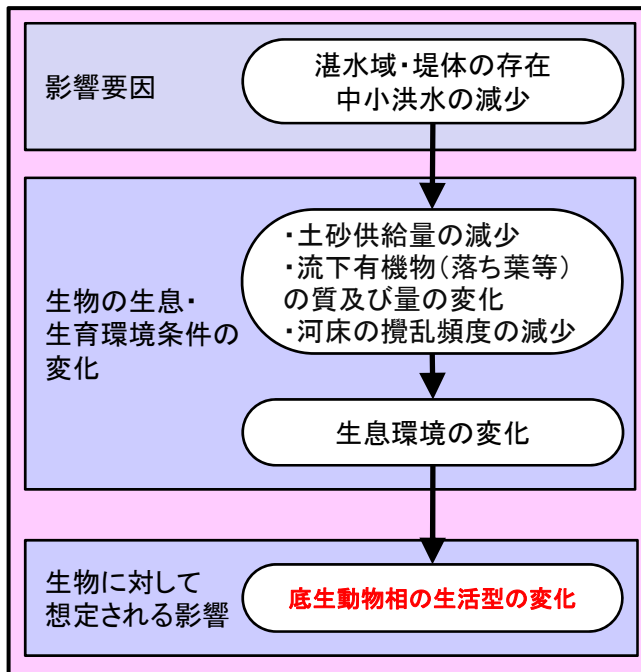 影響要因
湛水域・堤体の存在
中小洪水の減少
生物の生息・
生育環境条件の
変化
・土砂供給量の減少
・流下有機物(落ち葉等)
の質及び量の変化
・河床の攪乱頻度の減少
生息環境の変化
生物に対して
想定される影響
底生動物相の生活型の変化